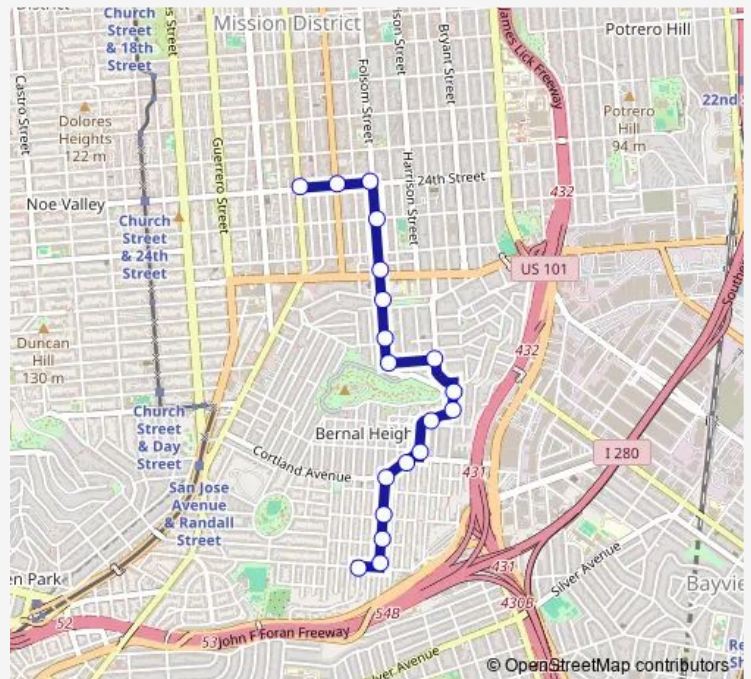 Church
Street
& 18th
Street
Mission District
Potrero Hill
James Lick Freeway
Bryant Street
Folsom Street
Castro Street
Dolores
Heights
122 m
Guerrero Street
Harrison Street
22nd
Potrero
Hill
94 m
24th Street
432
Noe Valley
Church
Street
& 24th
Street
US 101
Duncan
Hill
130 m
432
Church
Street
& Day
Street
Bernal Heigh
Cortland Avenue
I 280
431
San Jose
Avenue
& Randall
Street
431
Silver Avenue
430B
en Park
Bayvie
52
53
John F Foran Freeway
54B
lver Avenue
© OpenStreetMap contributors